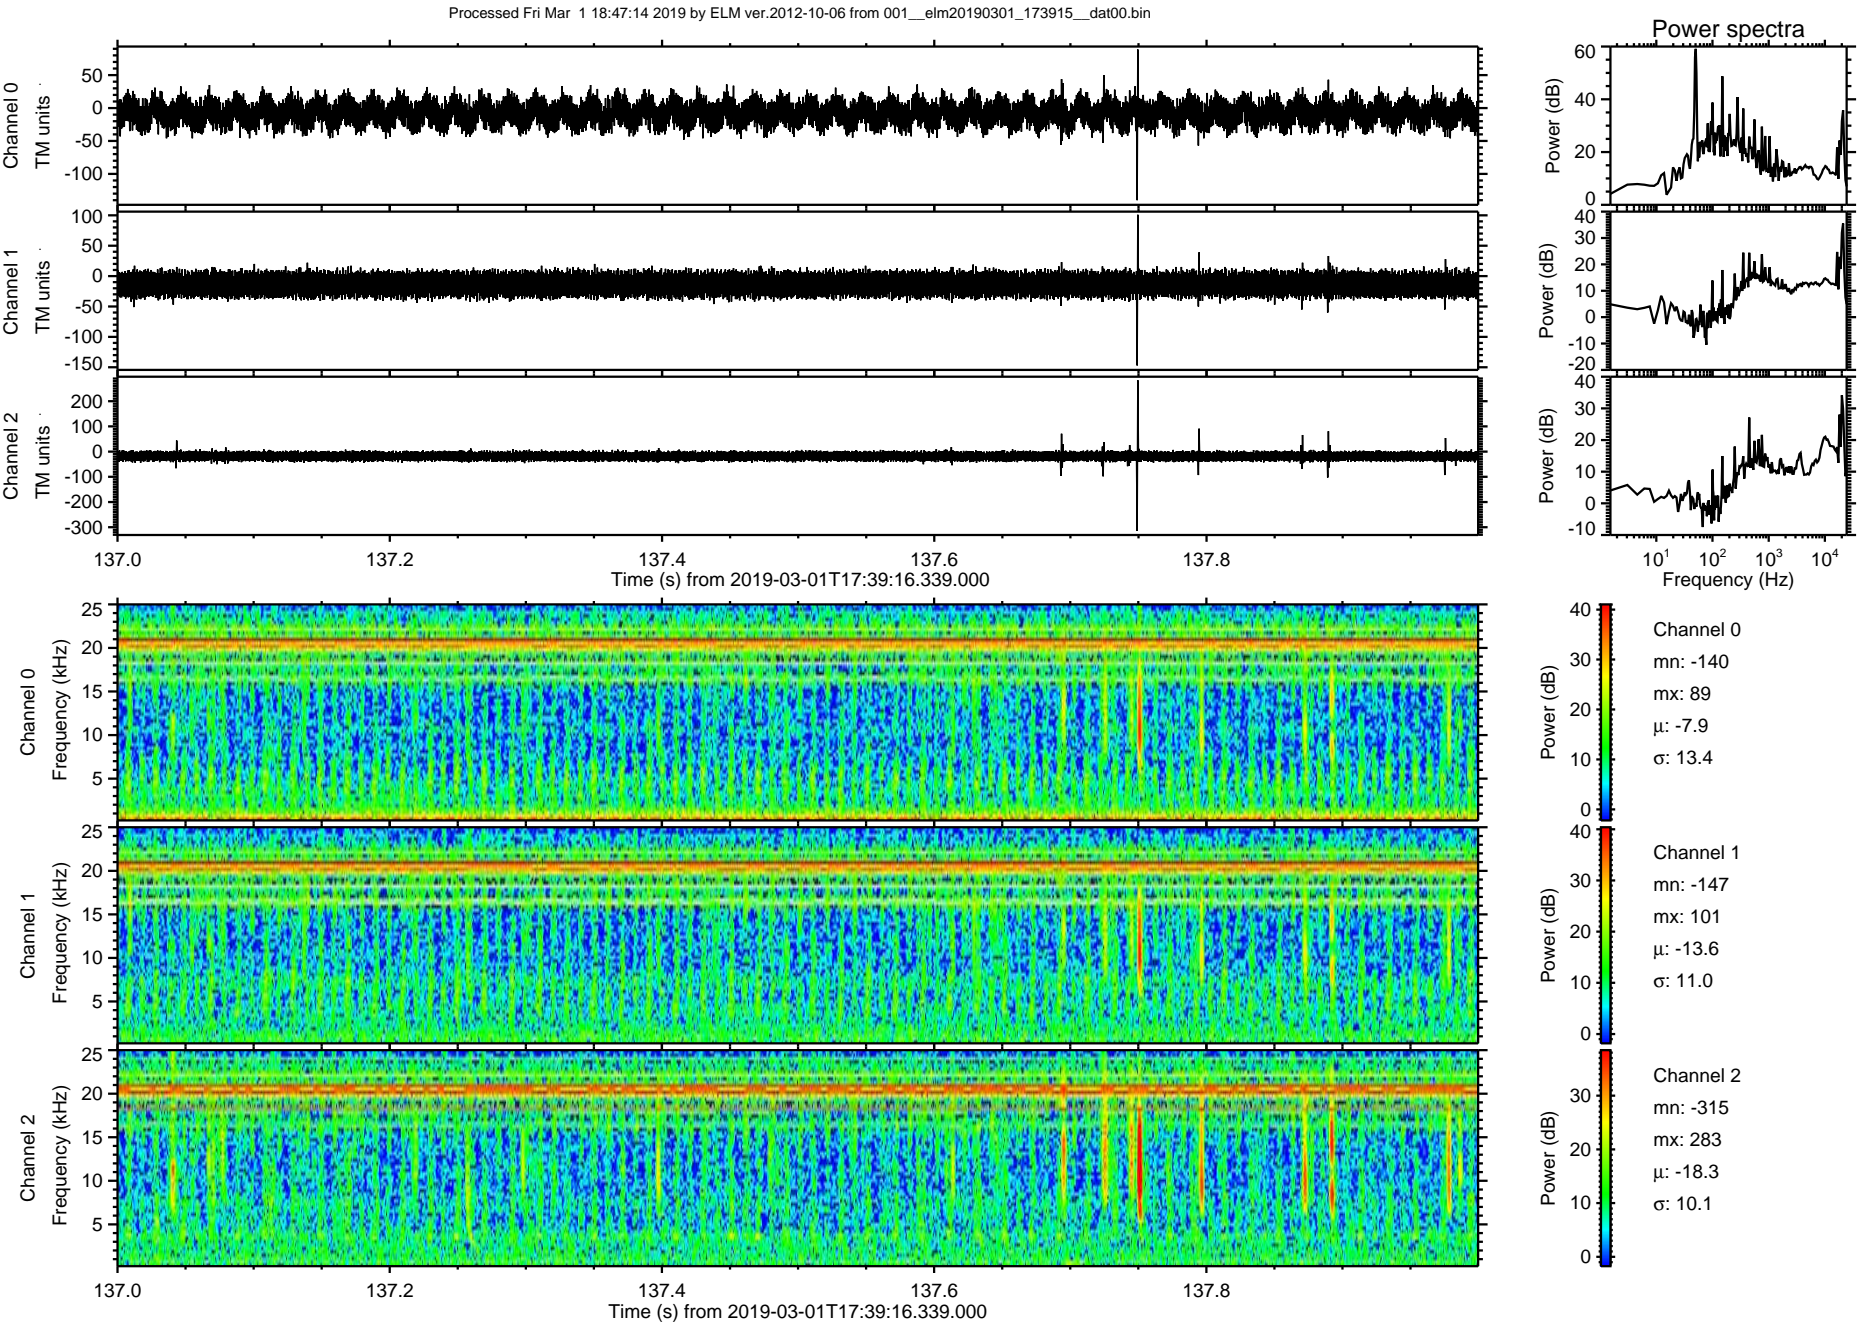 Processed Fri Mar  1 18:47:14 2019 by ELM ver.2012-10-06 from 001__elm20190301_173915__dat00.bin
Power spectra
Channel 0
TM units
50
0
-50
-100
Power (dB)
60
40
20
0
Channel 1
TM units
100
50
0
-50
-100
-150
Power (dB)
40
30
20
10
0
-10
-20
Channel 2
TM units
200
100
0
-100
-200
-300
Power (dB)
40
30
20
10
0
-10
137.0 137.2 137.4 137.6 137.8
Time (s) from 2019-03-01T17:39:16.339.000
10^1 10^2 10^3 10^4
Frequency (Hz)
Channel 0
Frequency (kHz)
25
20
15
10
5
Power (dB)
40
30
20
10
0
Channel 0
mn: -140
mx: 89
μ: -7.9
σ: 13.4
Channel 1
Frequency (kHz)
25
20
15
10
5
Power (dB)
40
30
20
10
0
Channel 1
mn: -147
mx: 101
μ: -13.6
σ: 11.0
Channel 2
Frequency (kHz)
25
20
15
10
5
Power (dB)
30
20
10
0
Channel 2
mn: -315
mx: 283
μ: -18.3
σ: 10.1
137.0 137.2 137.4 137.6 137.8
Time (s) from 2019-03-01T17:39:16.339.000